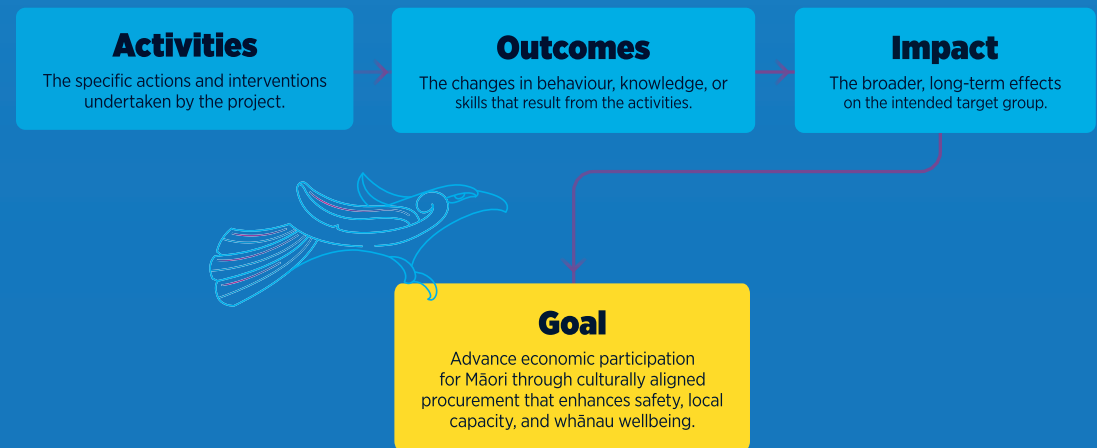 Activities
The specific actions and interventions
undertaken by the project.
Outcomes
The changes in behaviour, knowledge, or
skills that result from the activities.
Impact
The broader, long-term effects
on the intended target group.
Goal
Advance economic participation
for Māori through culturally aligned
procurement that enhances safety, local
capacity, and whānau wellbeing.